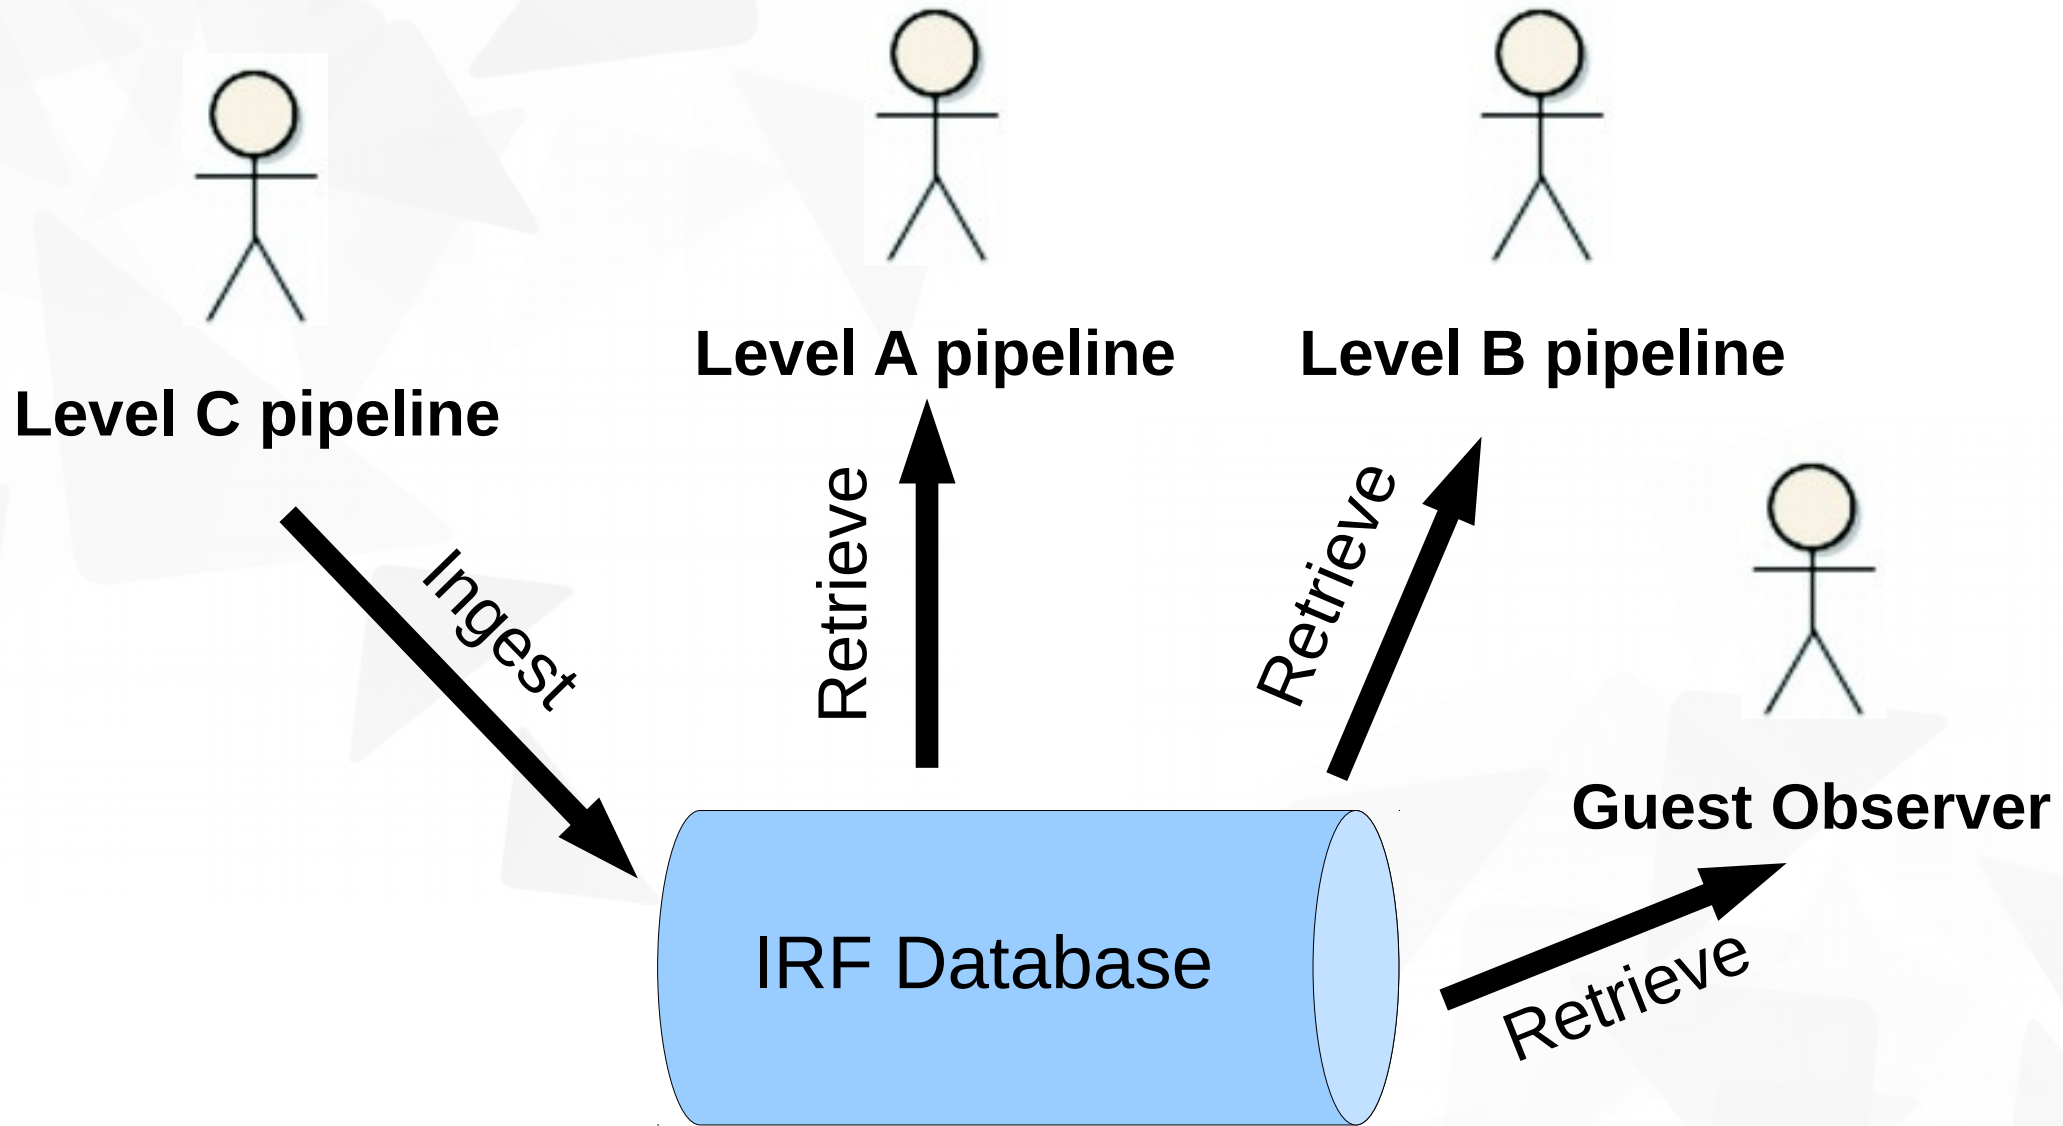 Level A pipeline
Level B pipeline
Level C pipeline
Retrieve
Retrieve
Ingest
Guest Observer
IRF Database
Retrieve